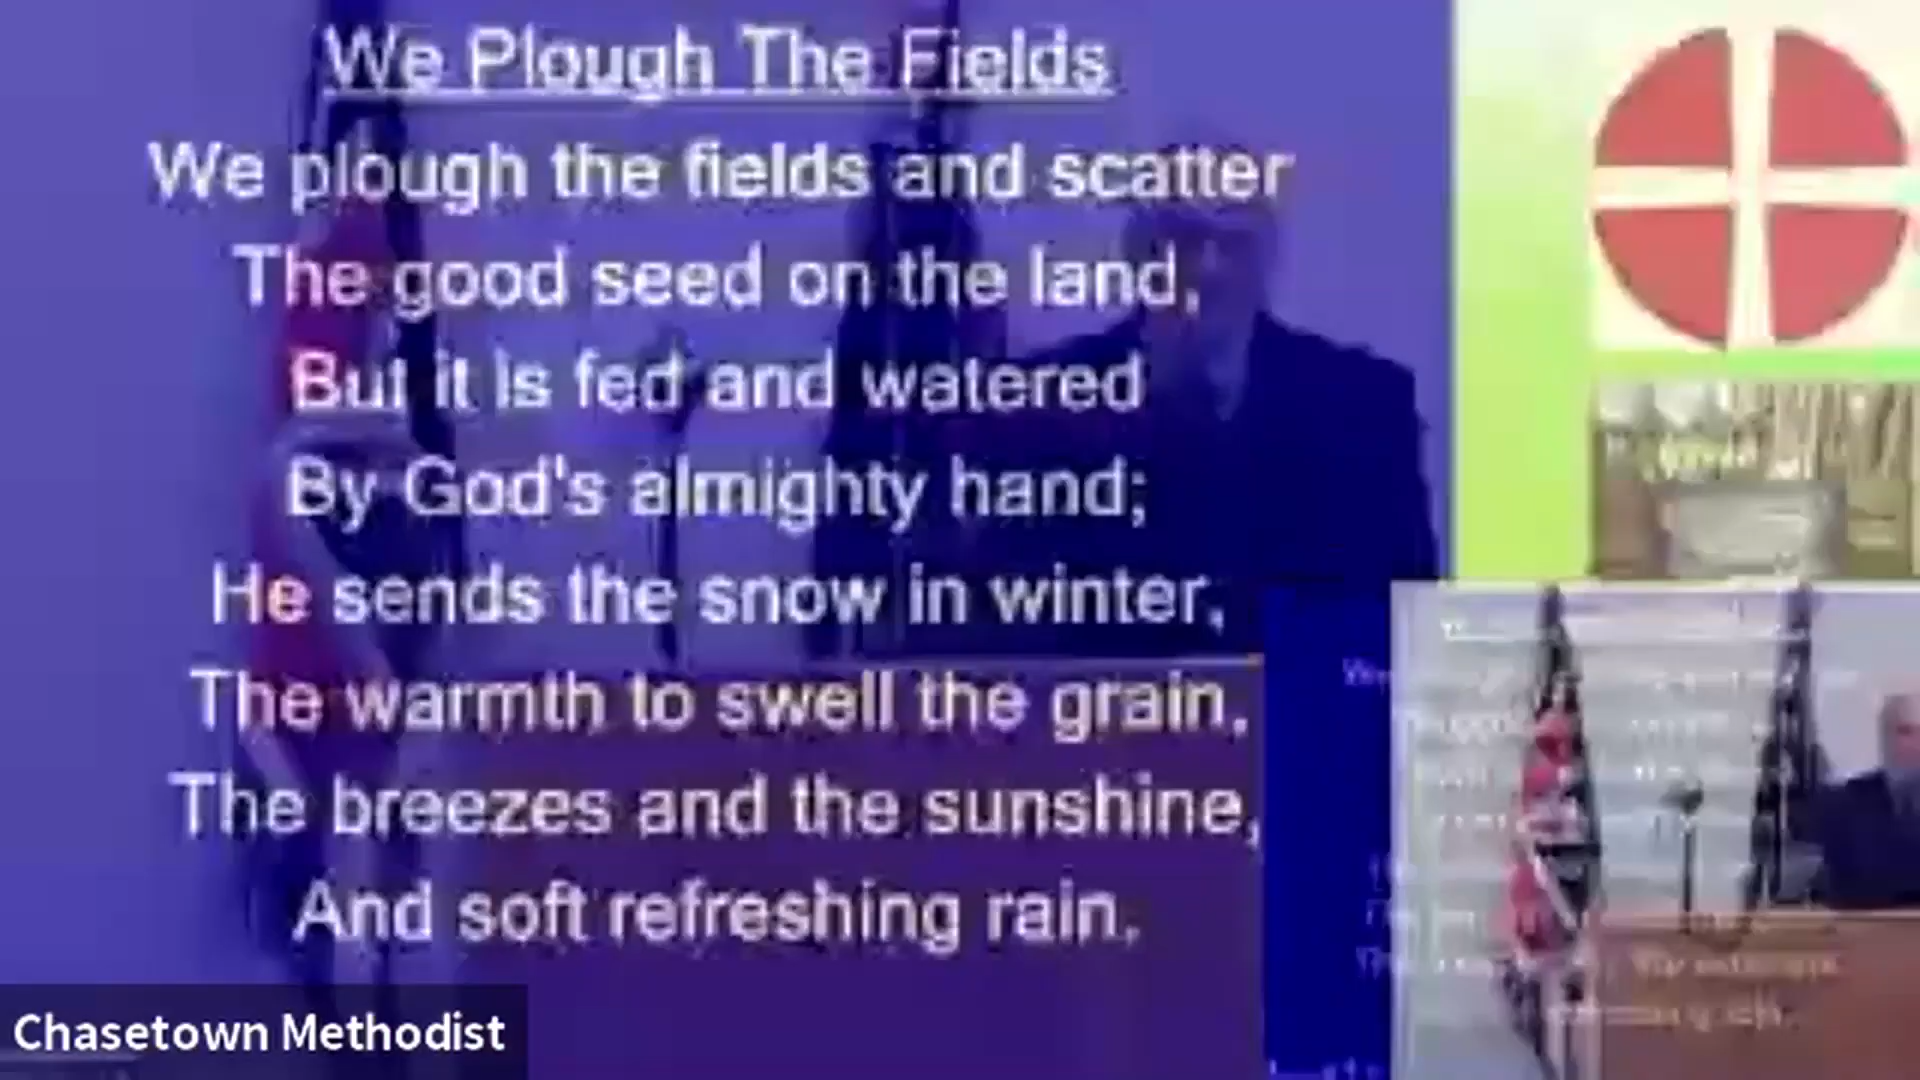 We Plough The Fields
We plough the fields and scatter
The good seed on the land,
But it is fed and watered
By God's almighty hand;
He sends the snow in winter,
The warmth to swell the grain,
The breezes and the sunshine,
And soft refreshing rain.
Chasetown Methodist